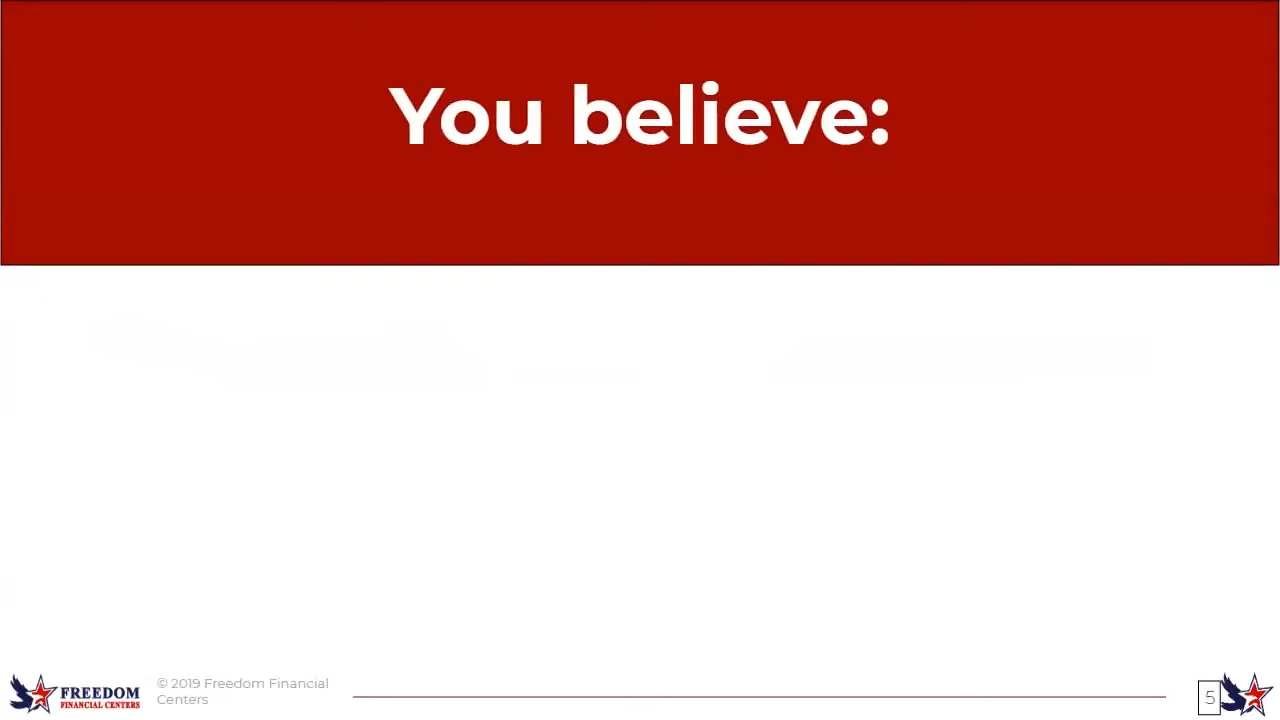 You believe:
FREEDOM
FINANCIAL CENTERS
© 2019 Freedom Financial
Centers
5